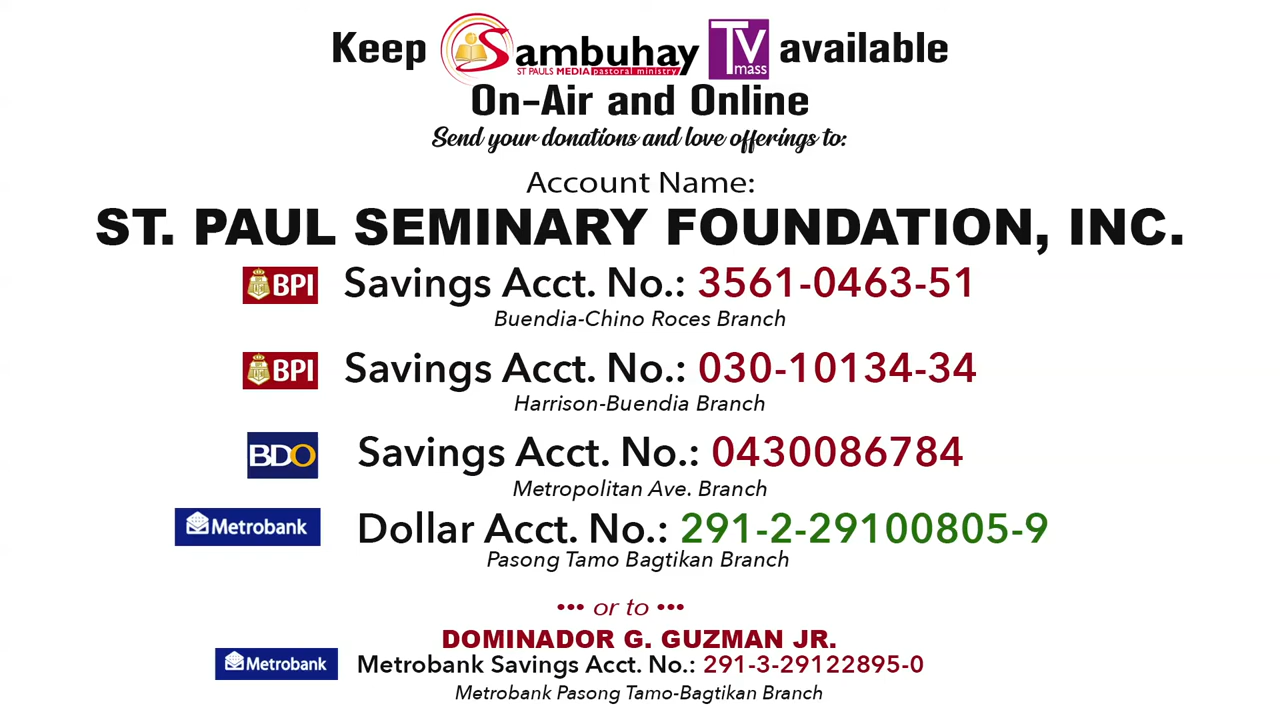 Keep Sambuhay TV mass available
ST PAULS MEDIA pastoral ministry
On-Air and Online
Send your donations and love offerings to:
Account Name:
ST. PAUL SEMINARY FOUNDATION, INC.
BPI Savings Acct. No.: 3561-0463-51
Buendia-Chino Roces Branch
BPI Savings Acct. No.: 030-10134-34
Harrison-Buendia Branch
BDO Savings Acct. No.: 0430086784
Metropolitan Ave. Branch
Metrobank Dollar Acct. No.: 291-2-29100805-9
Pasong Tamo Bagtikan Branch
••• or to •••
DOMINADOR G. GUZMAN JR.
Metrobank Metrobank Savings Acct. No.: 291-3-29122895-0
Metrobank Pasong Tamo-Bagtikan Branch